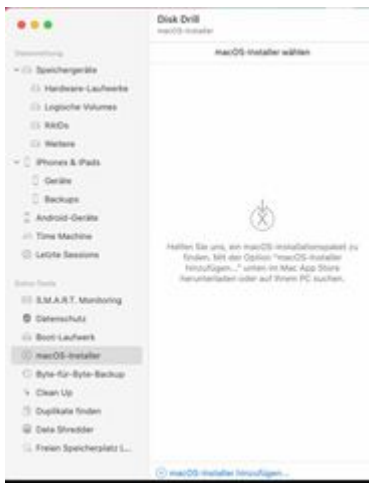 Disk Drill
macOS-Installer
macOS-Installer wählen
Datenrettung
Speichergeräte
Hardware-Laufwerke
Logische Volumes
RAIDs
Weitere
iPhones & iPads
Geräte
Backups
Android-Geräte
Time Machine
Letzte Sessions
Extra-Tools
S.M.A.R.T. Monitoring
Datenschutz
Boot-Laufwerk
macOS-Installer
Byte-für-Byte-Backup
Clean Up
Duplikate finden
Data Shredder
Freien Speicherplatz L...
Helfen Sie uns, ein macOS-Installationspaket zu
finden. Mit der Option "macOS-Installer
hinzufügen..." unten im Mac App Store
herunterladen oder auf Ihrem PC suchen.
macOS-Installer hinzufügen...